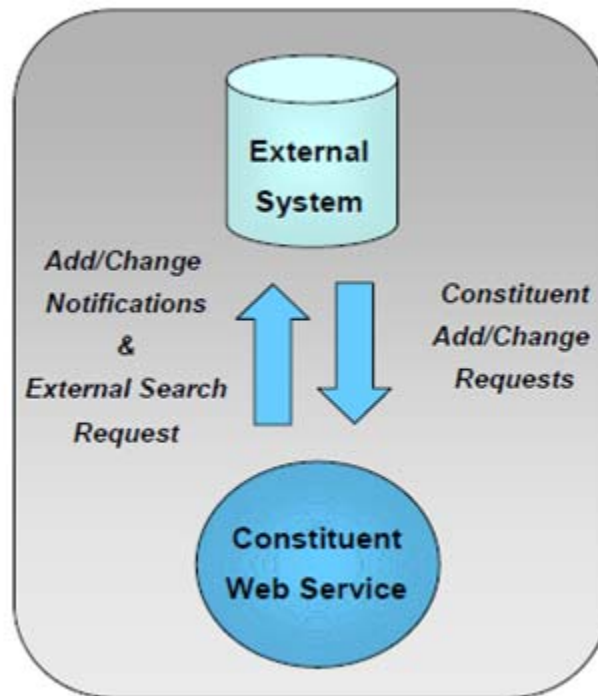 External
System
Add/Change
Notifications
&
External Search
Request
Constituent
Add/Change
Requests
Constituent
Web Service